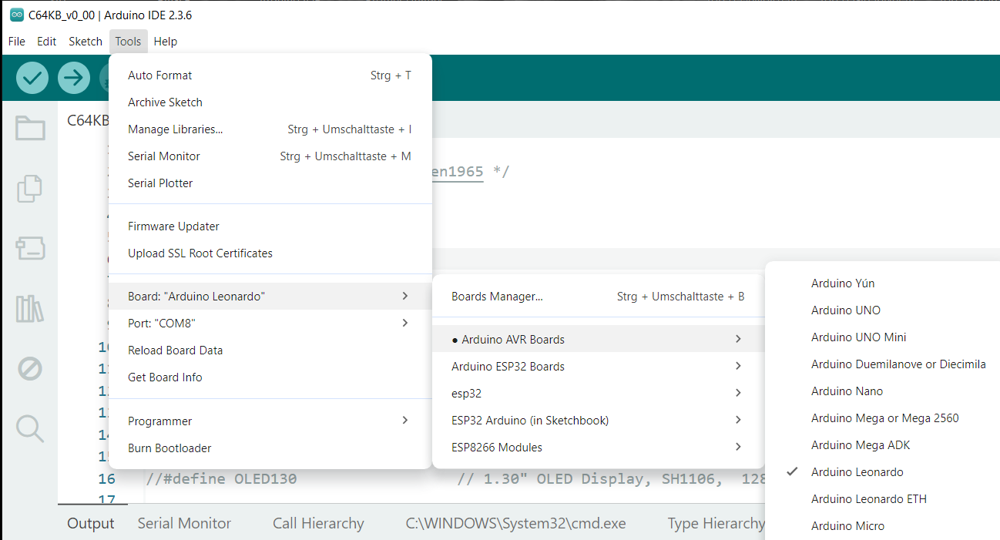 C64KB_v0_00 | Arduino IDE 2.3.6
File Edit Sketch Tools Help
Auto Format Strg + T
Archive Sketch
Manage Libraries... Strg + Umschalttaste + I
Serial Monitor Strg + Umschalttaste + M
Serial Plotter
Firmware Updater
Upload SSL Root Certificates
Board: "Arduino Leonardo"
Port: "COM8"
Reload Board Data
Get Board Info
Programmer
Burn Bootloader
C64KB
en1965 */
Boards Manager... Strg + Umschalttaste + B
● Arduino AVR Boards
Arduino ESP32 Boards
esp32
ESP32 Arduino (in Sketchbook)
ESP8266 Modules
Arduino Yún
Arduino UNO
Arduino UNO Mini
Arduino Duemilanove or Diecimila
Arduino Nano
Arduino Mega or Mega 2560
Arduino Mega ADK
Arduino Leonardo
Arduino Leonardo ETH
Arduino Micro
16 //#define OLED130 // 1.30" OLED Display, SH1106, 128
17
Output Serial Monitor Call Hierarchy C:\WINDOWS\System32\cmd.exe Type Hierarchy